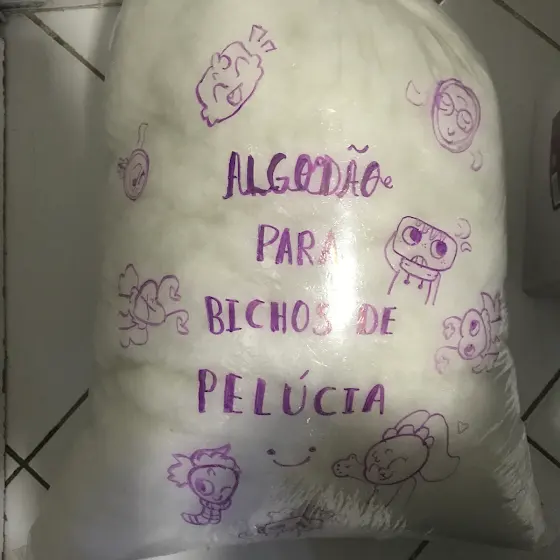 ALGODÃO
PARA
BICHOS DE
PELÚCIA